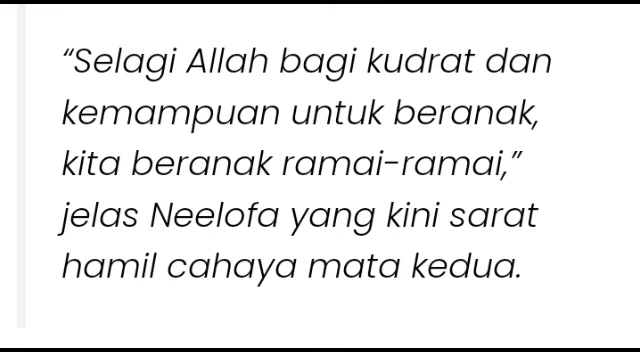 “Selagi Allah bagi kudrat dan
kemampuan untuk beranak,
kita beranak ramai-ramai,”
jelas Neelofa yang kini sarat
hamil cahaya mata kedua.